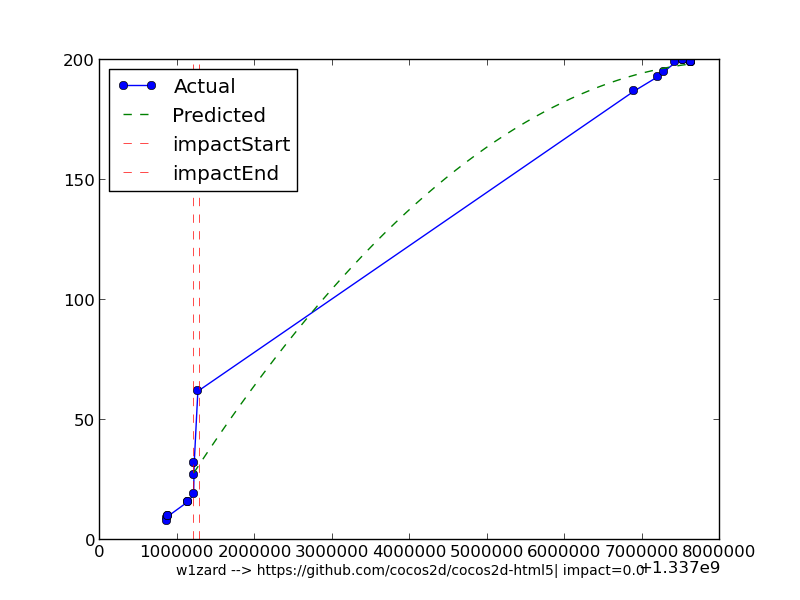 200
150
100
50
0
Actual
Predicted
impactStart
impactEnd
0 1000000 2000000 3000000 4000000 5000000 6000000 7000000 8000000
+1.337e9
w1zard --> https://github.com/cocos2d/cocos2d-html5| impact=0.0